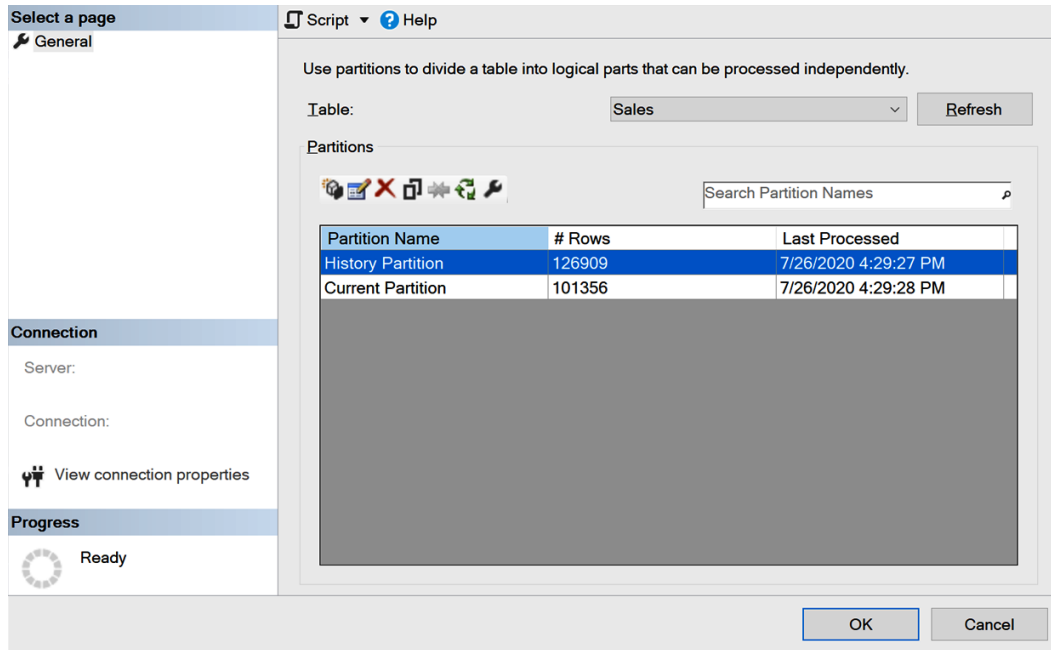 Select a page
General
Script
Help
Use partitions to divide a table into logical parts that can be processed independently.
Table: Sales Refresh
Partitions
Search Partition Names
Partition Name # Rows Last Processed
History Partition 126909 7/26/2020 4:29:27 PM
Current Partition 101356 7/26/2020 4:29:28 PM
Connection
Server:
Connection:
View connection properties
Progress
Ready
OK Cancel